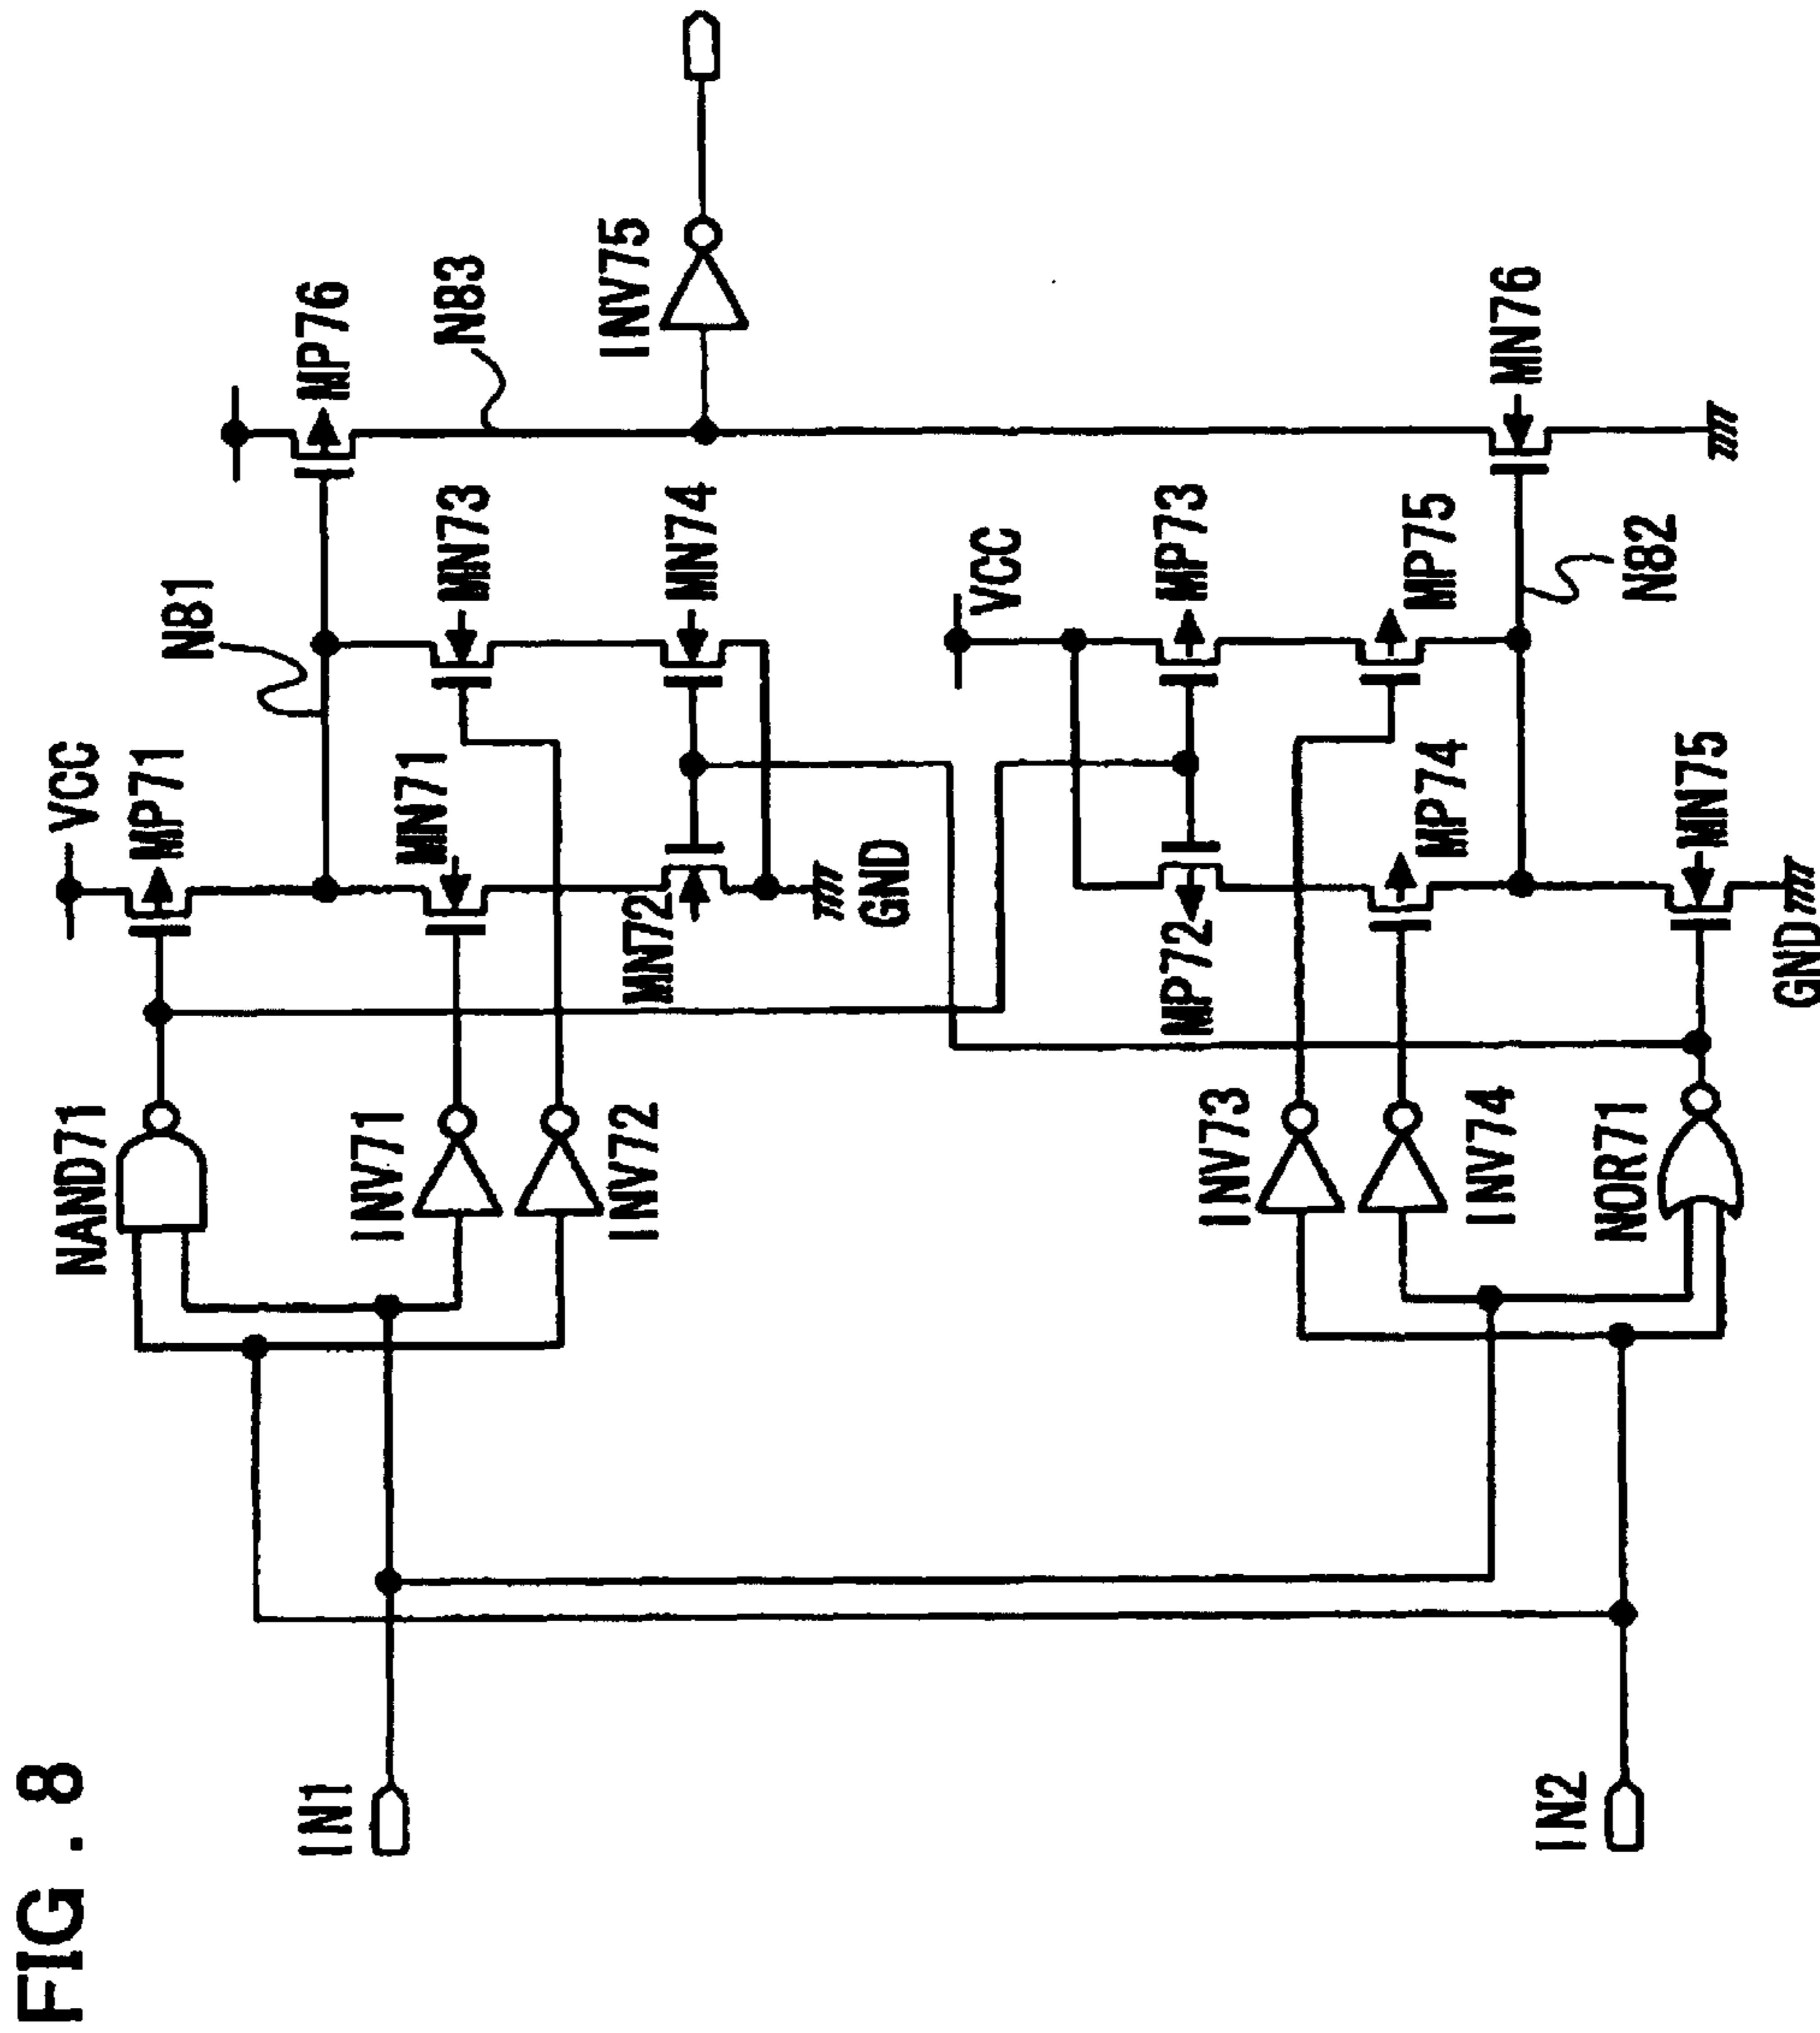 FIG. 8
VCC
MP71
N81
MP76
NAND71
MN71
MN73
N83
INV71
INV72
MN72
MN74
GND
INV75
IN1
VCC
MP72
MP73
INV73
INV74
MP74
MP75
NOR71
MN75
N82
MN76
GND
IN2